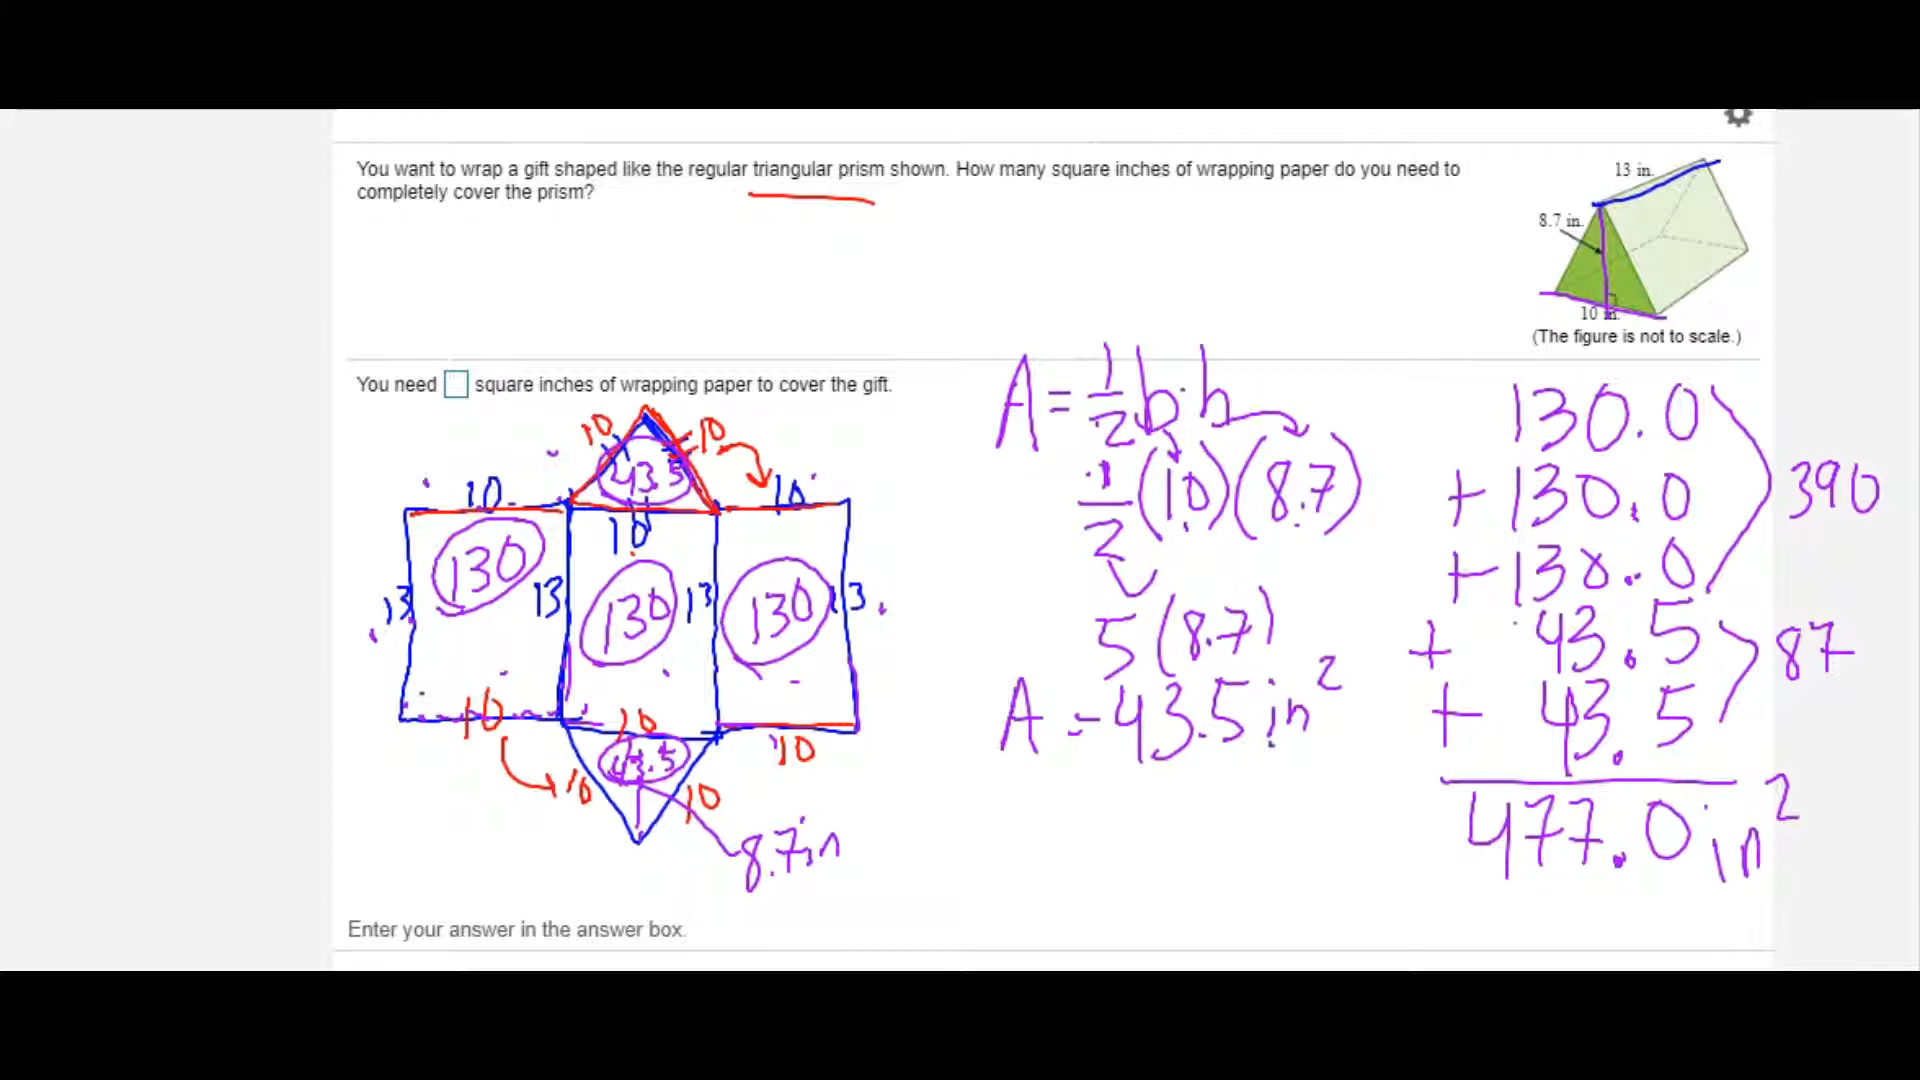 You want to wrap a gift shaped like the regular triangular prism shown. How many square inches of wrapping paper do you need to
completely cover the prism?
13 in.
8.7 in.
10 in.
(The figure is not to scale.)
You need square inches of wrapping paper to cover the gift.
10 10
43.5
10 10 10
130 130 130
13 13 13 13
10 10 10
43.5
10 10
8.7in
A = 1/2 b·h
1/2 (10)(8.7)
5(8.7)
A = 43.5 in²
130.0
+ 130.0
+ 130.0
390
+ 43.5
+ 43.5
87
477.0 in²
Enter your answer in the answer box.